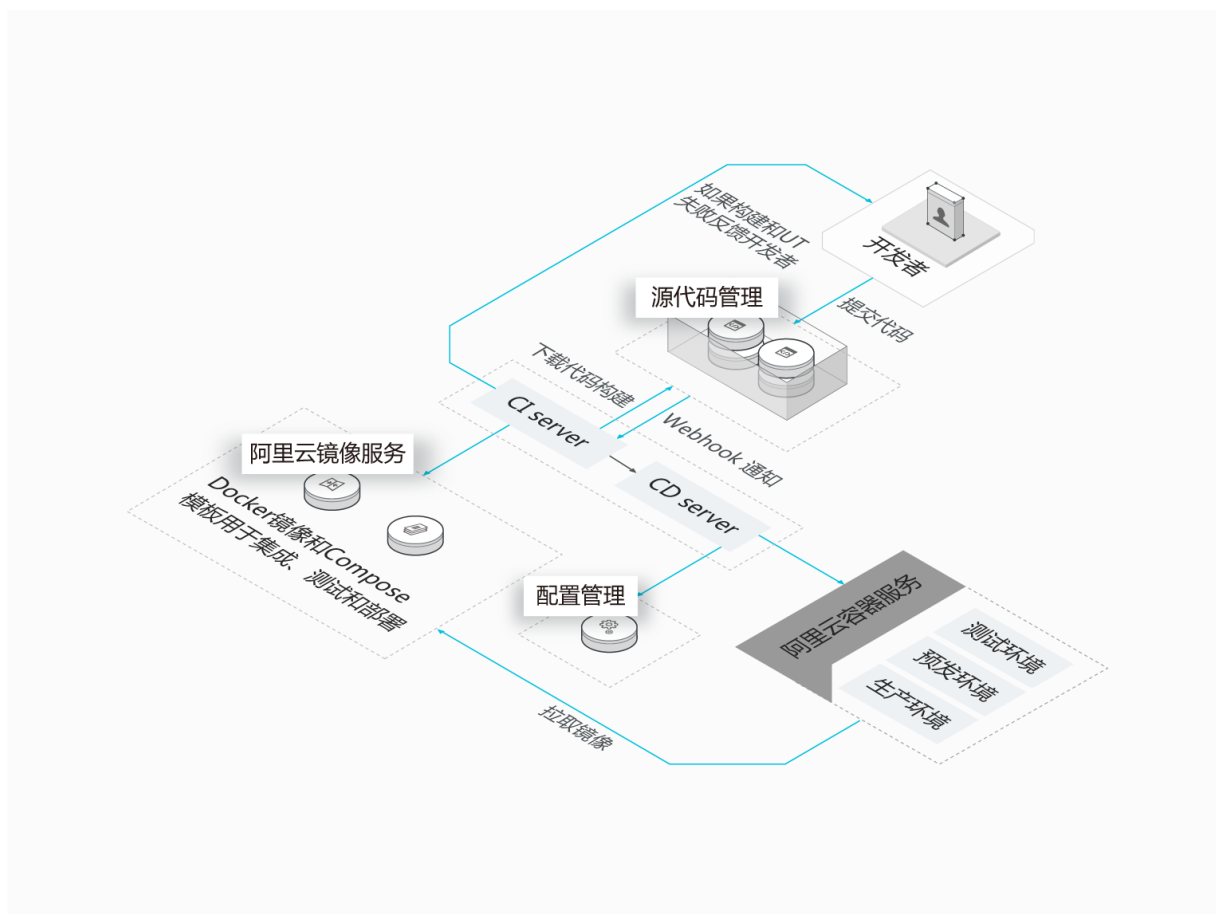 如果构建和UT
失败反馈开发者
开发者
源代码管理
提交代码
下载代码构建
CI server
Webhook 通知
阿里云镜像服务
CD server
Docker镜像和Compose
模板用于集成、测试和部署
配置管理
阿里云容器服务
测试环境
预发环境
生产环境
拉取镜像